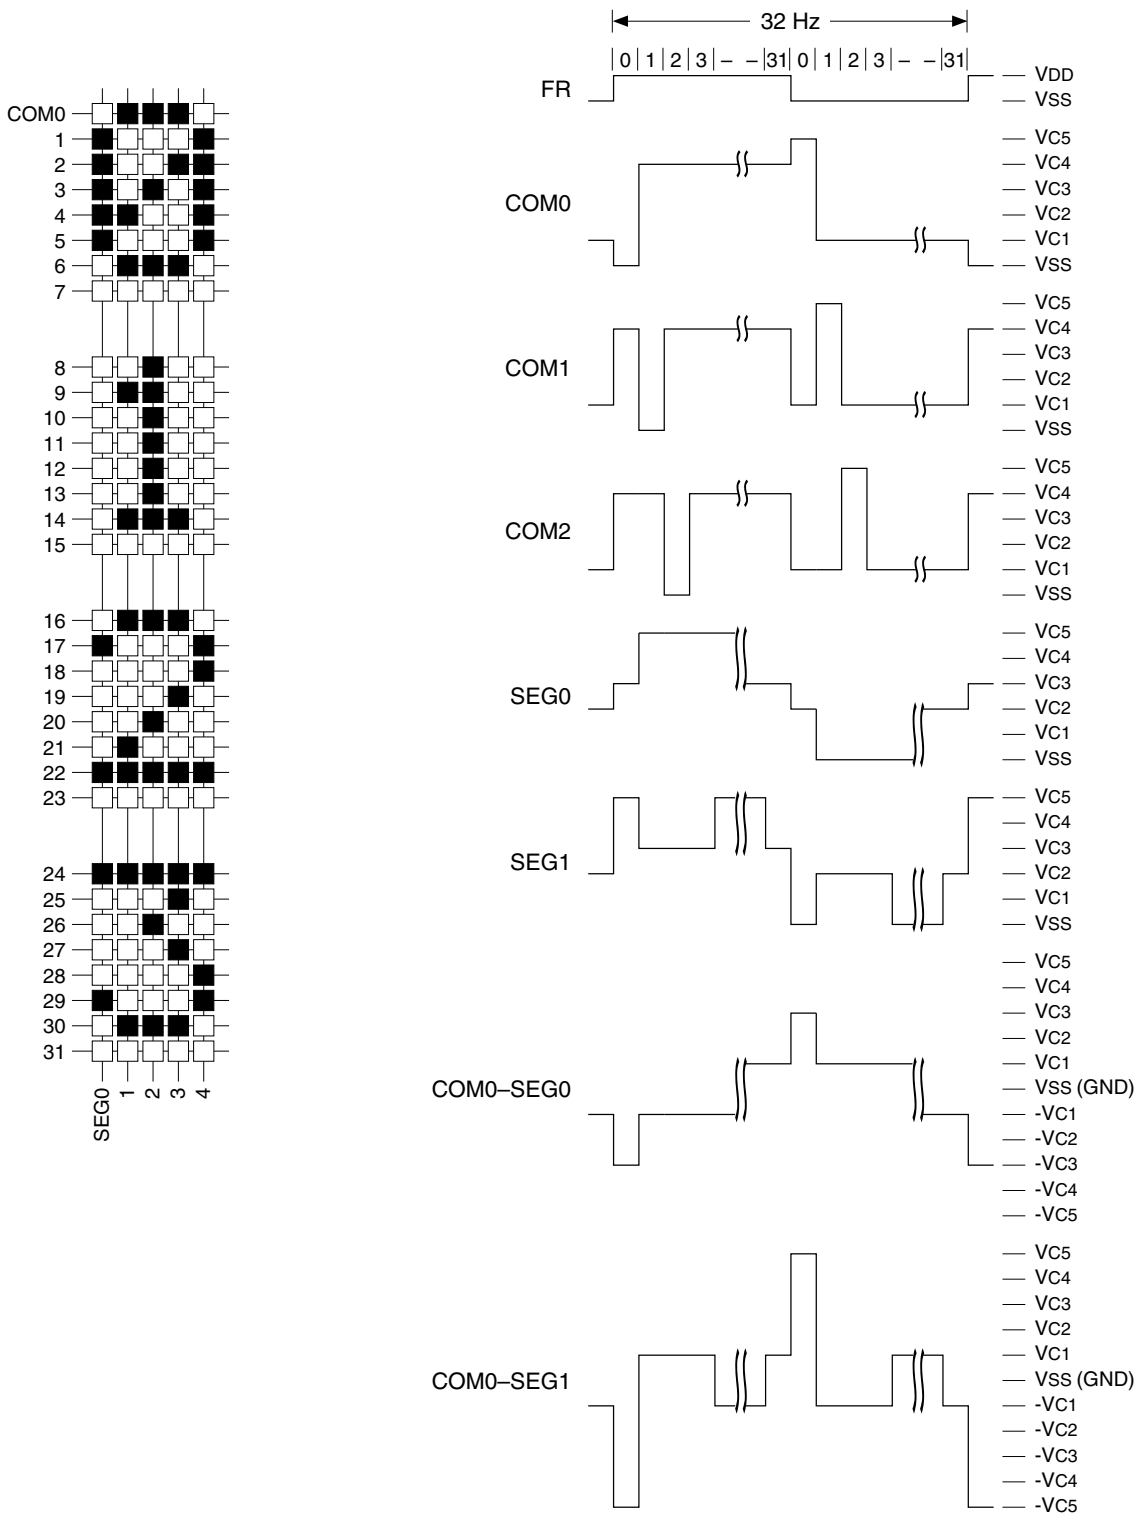 32 Hz
0 1 2 3 – – 31 0 1 2 3 – – 31
FR
VDD
VSS
COM0
1
2
3
4
5
6
7
8
9
10
11
12
13
14
15
16
17
18
19
20
21
22
23
24
25
26
27
28
29
30
31
SEG0
1
2
3
4
COM0
VC5
VC4
VC3
VC2
VC1
VSS
COM1
VC5
VC4
VC3
VC2
VC1
VSS
COM2
VC5
VC4
VC3
VC2
VC1
VSS
SEG0
VC5
VC4
VC3
VC2
VC1
VSS
SEG1
VC5
VC4
VC3
VC2
VC1
VSS
COM0–SEG0
VC5
VC4
VC3
VC2
VC1
VSS (GND)
-VC1
-VC2
-VC3
-VC4
-VC5
COM0–SEG1
VC5
VC4
VC3
VC2
VC1
VSS (GND)
-VC1
-VC2
-VC3
-VC4
-VC5